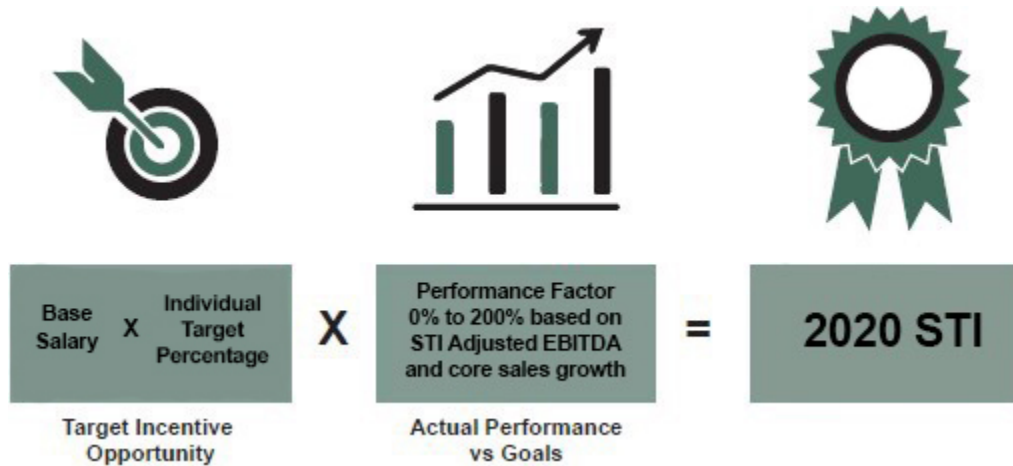 Base
Salary
X
Individual
Target
Percentage
X
Performance Factor
0% to 200% based on
STI Adjusted EBITDA
and core sales growth
=
2020 STI
Target Incentive
Opportunity
Actual Performance
vs Goals